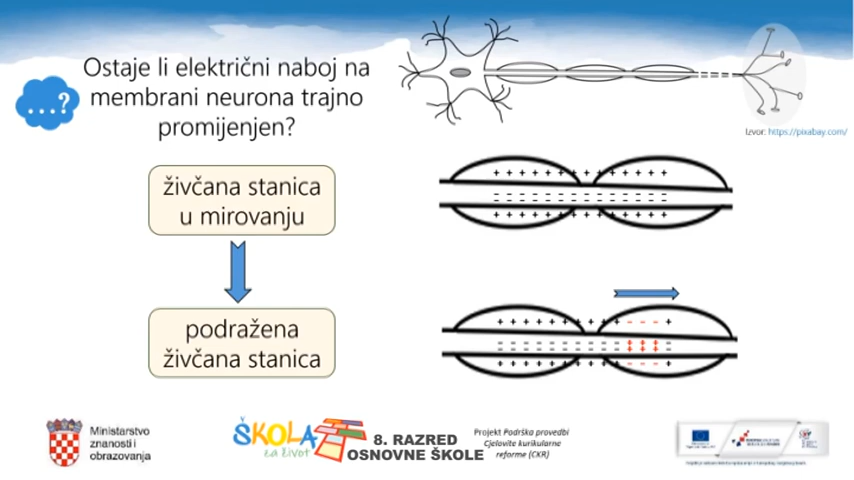 Ostaje li električni naboj na
membrani neurona trajno
promijenjen?
...?
Izvor: https://pixabay.com/
živčana stanica
u mirovanju
+ + + + + + + + + + + + +
- - - - - - - - - - - - -
- - - - - - - - - - - - -
+ + + + + + + + + + + + +
podražena
živčana stanica
+ + + + + + + + + + - - - +
- - - - - - - - - - + + + -
- - - - - - - - - - + + + -
+ + + + + + + + + + - - - +
Ministarstvo
znanosti i
obrazovanja
ŠKOLA
za život
8. RAZRED
OSNOVNE ŠKOLE
Projekt Podrška provedbi
Cjelovite kurikularne
reforme (CKR)